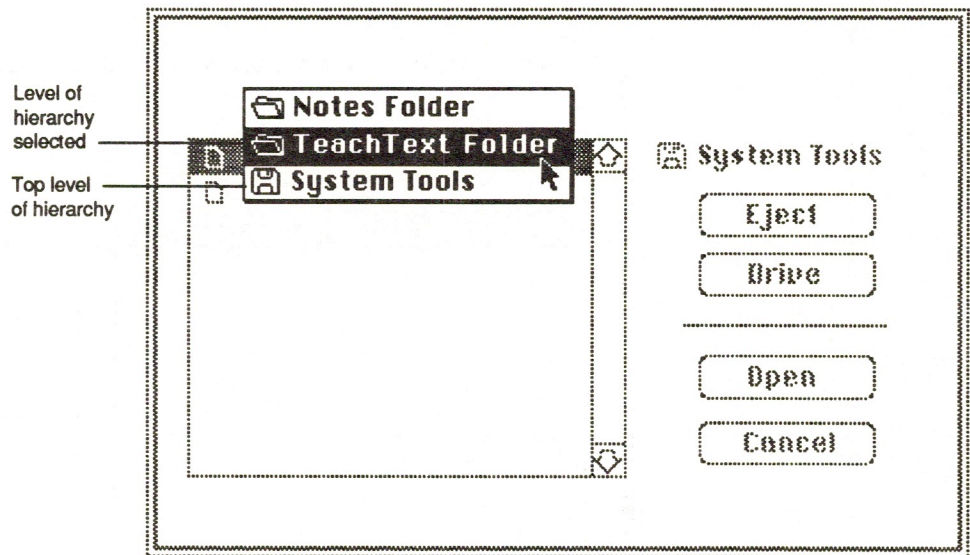 Level of
hierarchy
selected
Top level
of hierarchy
Notes Folder
TeachText Folder
System Tools
System Tools
Eject
Drive
Open
Cancel